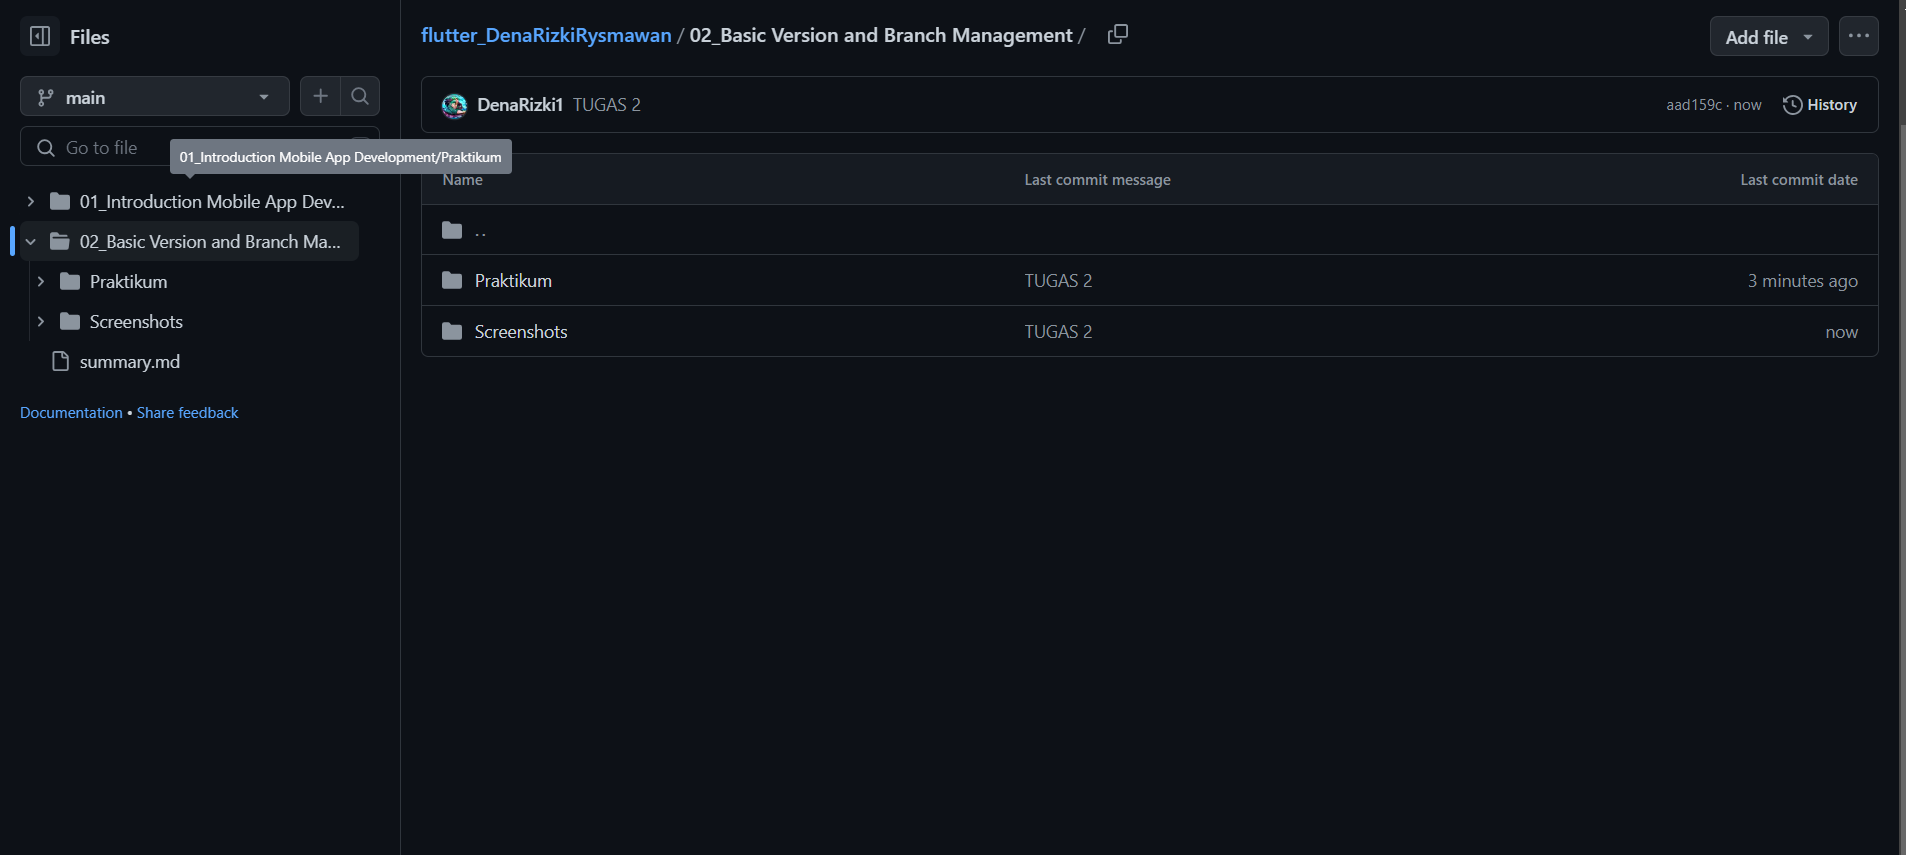 Files
main
Go to file
01_Introduction Mobile App Development/Praktikum
01_Introduction Mobile App Dev...
02_Basic Version and Branch Ma...
Praktikum
Screenshots
summary.md
Documentation • Share feedback
flutter_DenaRizkiRysmawan / 02_Basic Version and Branch Management /
Add file
DenaRizki1 TUGAS 2
aad159c · now History
Name Last commit message Last commit date
..
Praktikum TUGAS 2 3 minutes ago
Screenshots TUGAS 2 now